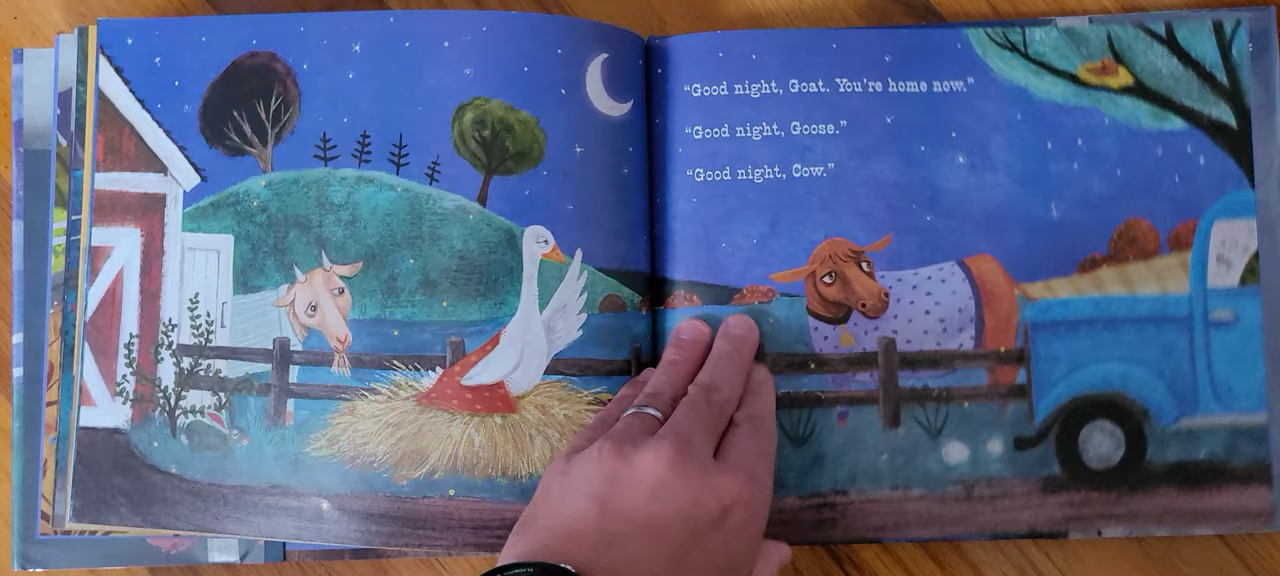 “Good night, Goat. You’re home now.”
“Good night, Goose.”
“Good night, Cow.”